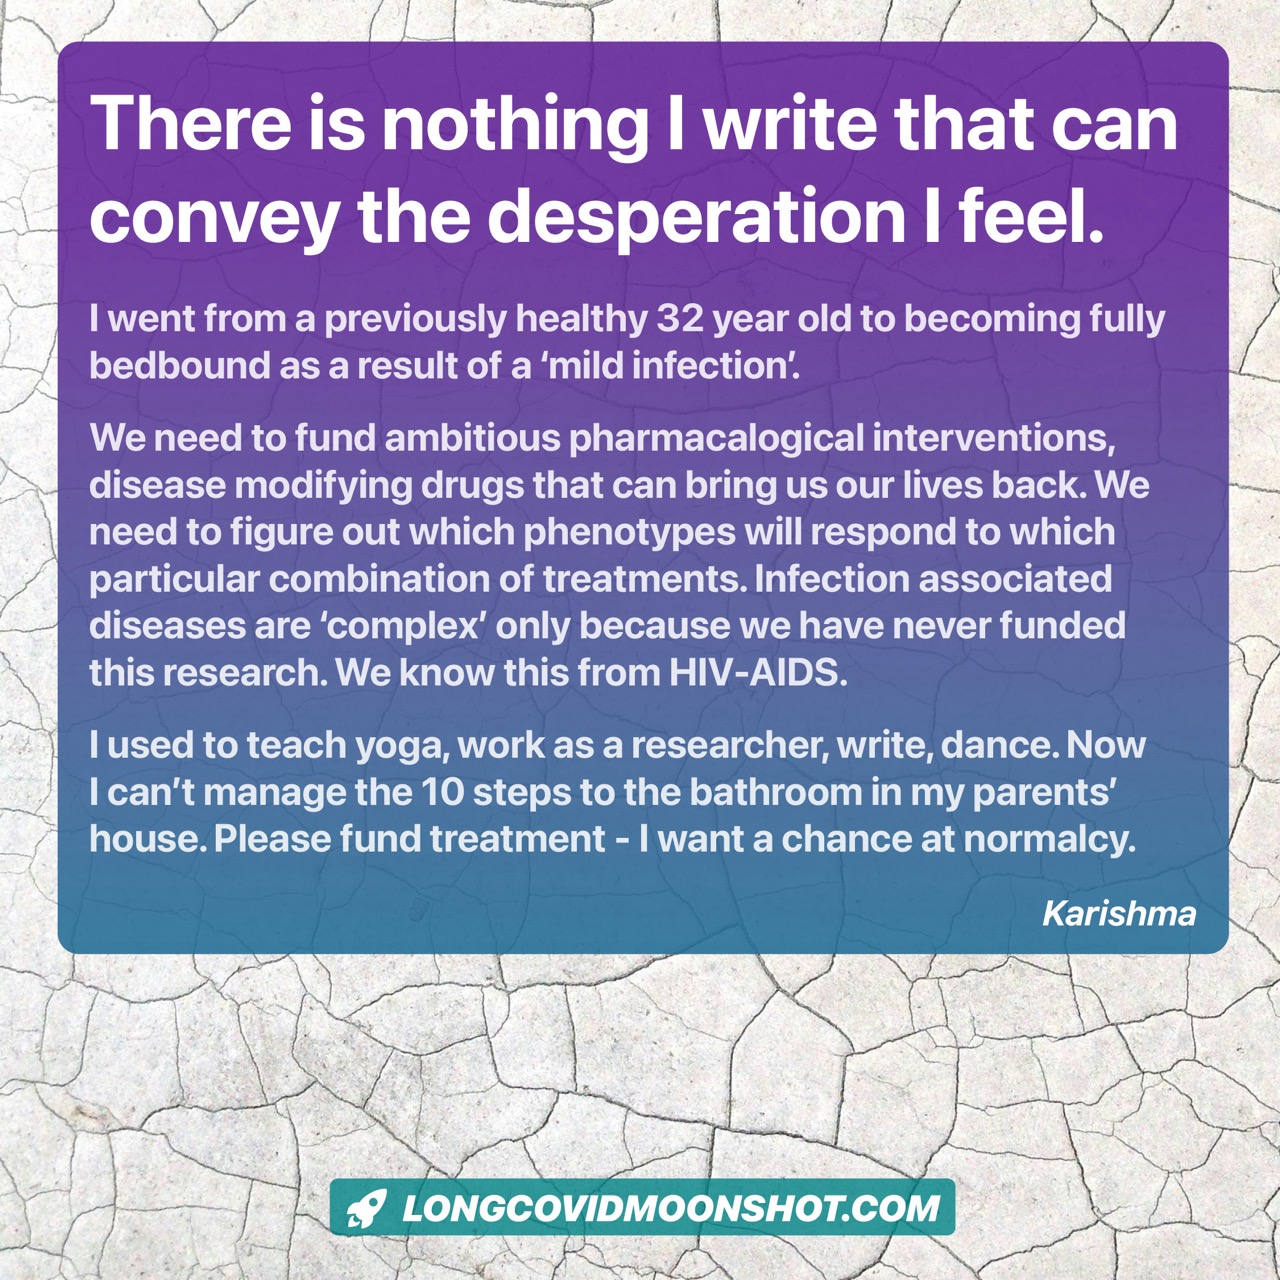 There is nothing I write that can
convey the desperation I feel.
I went from a previously healthy 32 year old to becoming fully
bedbound as a result of a ‘mild infection’.
We need to fund ambitious pharmacalogical interventions,
disease modifying drugs that can bring us our lives back. We
need to figure out which phenotypes will respond to which
particular combination of treatments. Infection associated
diseases are ‘complex’ only because we have never funded
this research. We know this from HIV-AIDS.
I used to teach yoga, work as a researcher, write, dance. Now
I can’t manage the 10 steps to the bathroom in my parents’
house. Please fund treatment - I want a chance at normalcy.
Karishma
LONGCOVIDMOONSHOT.COM